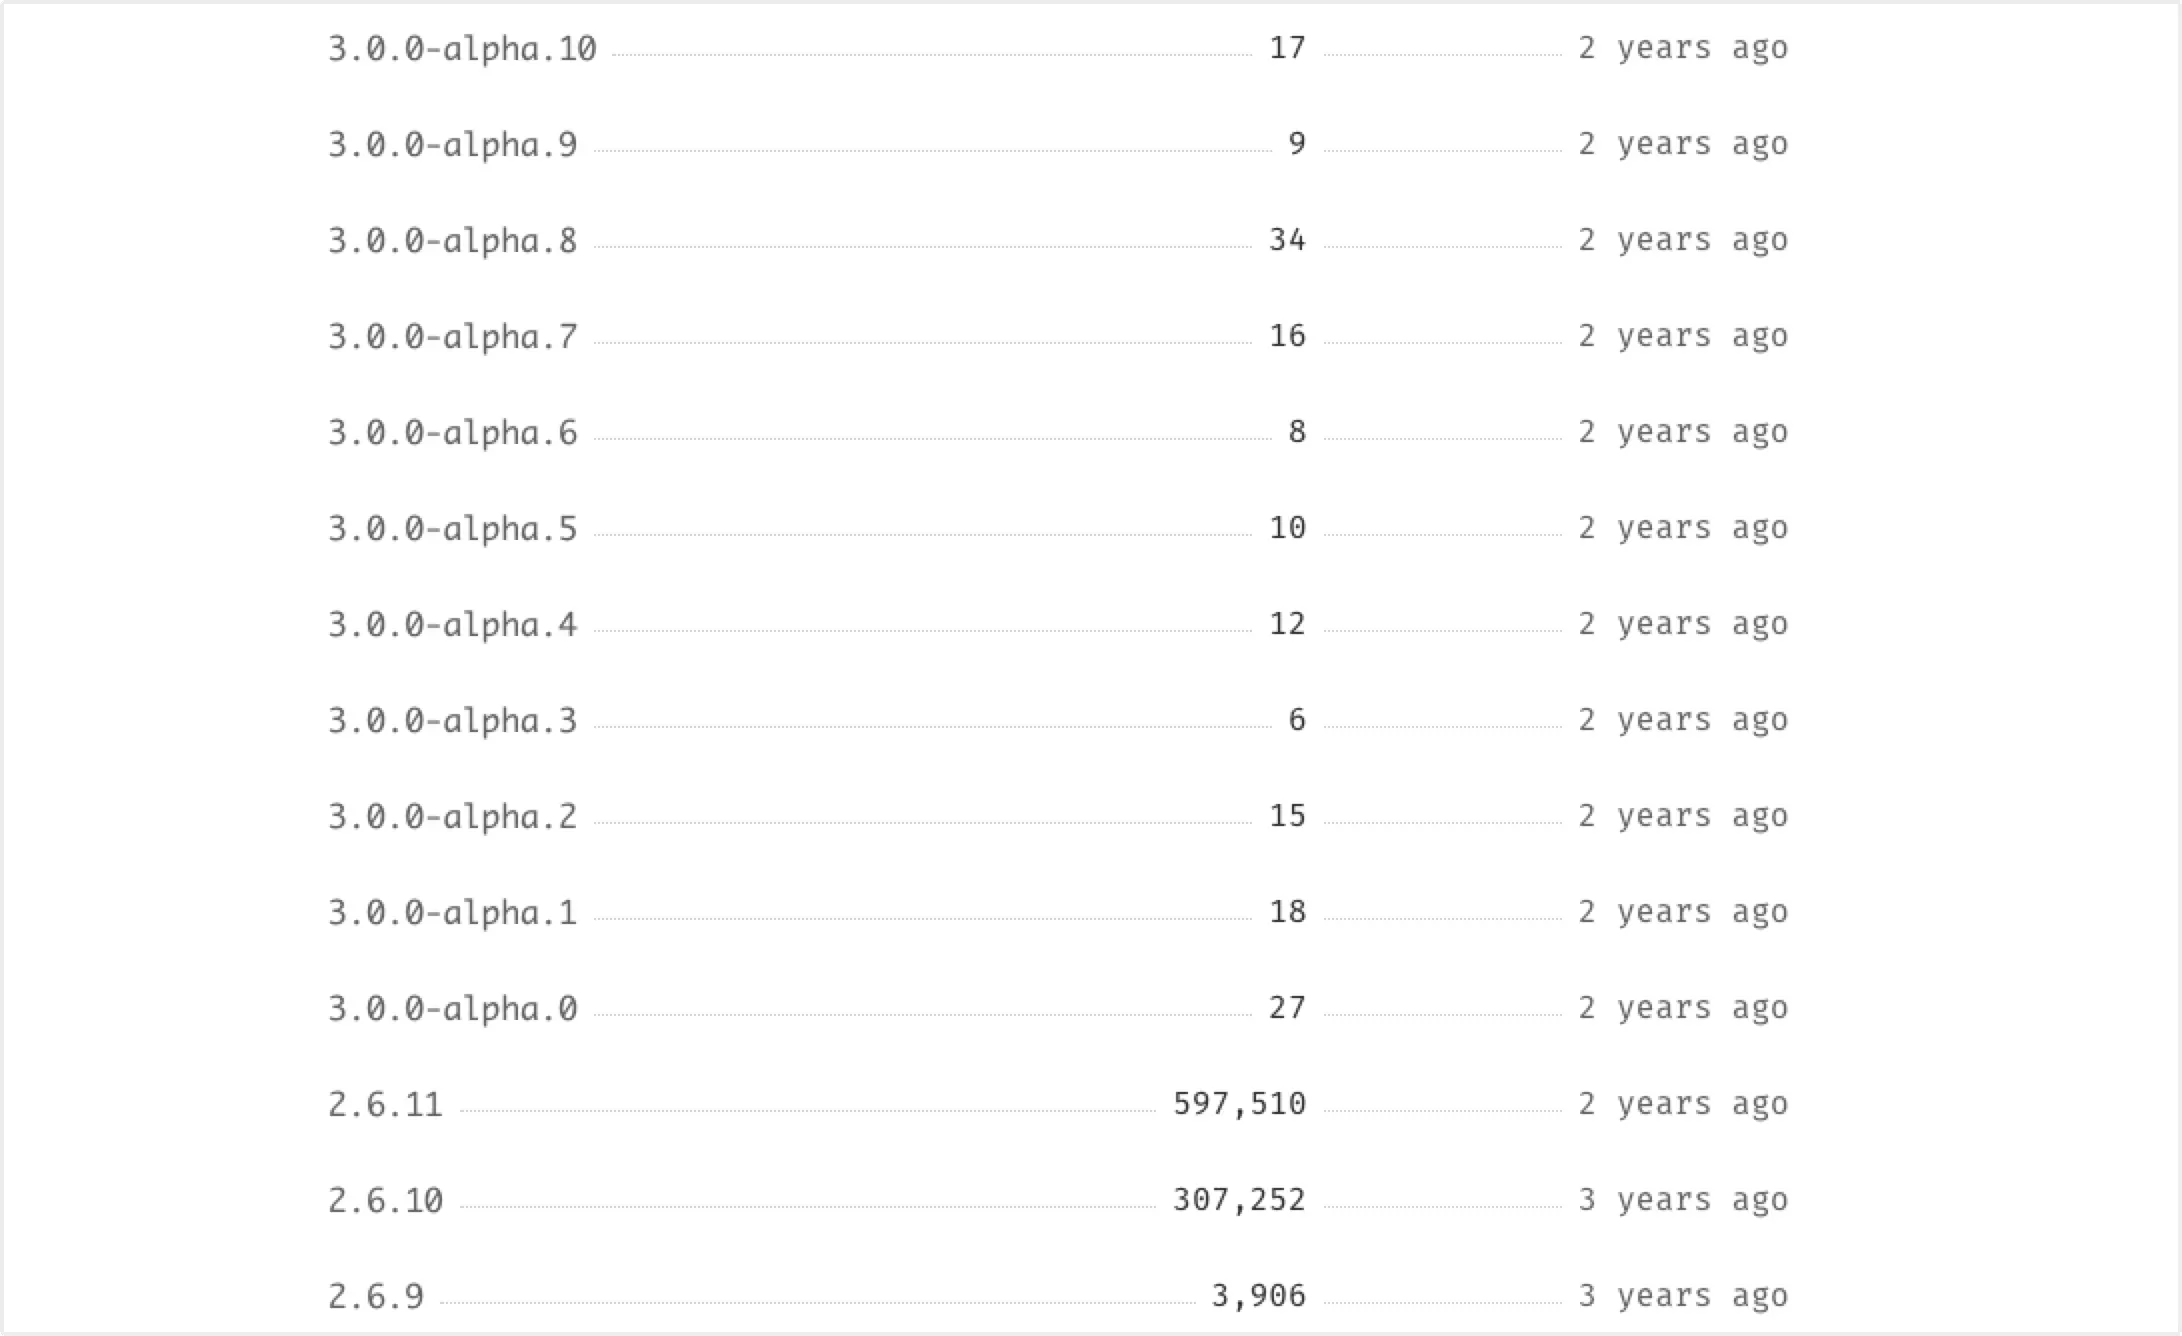 3.0.0-alpha.10 17 2 years ago
3.0.0-alpha.9 9 2 years ago
3.0.0-alpha.8 34 2 years ago
3.0.0-alpha.7 16 2 years ago
3.0.0-alpha.6 8 2 years ago
3.0.0-alpha.5 10 2 years ago
3.0.0-alpha.4 12 2 years ago
3.0.0-alpha.3 6 2 years ago
3.0.0-alpha.2 15 2 years ago
3.0.0-alpha.1 18 2 years ago
3.0.0-alpha.0 27 2 years ago
2.6.11 597,510 2 years ago
2.6.10 307,252 3 years ago
2.6.9 3,906 3 years ago